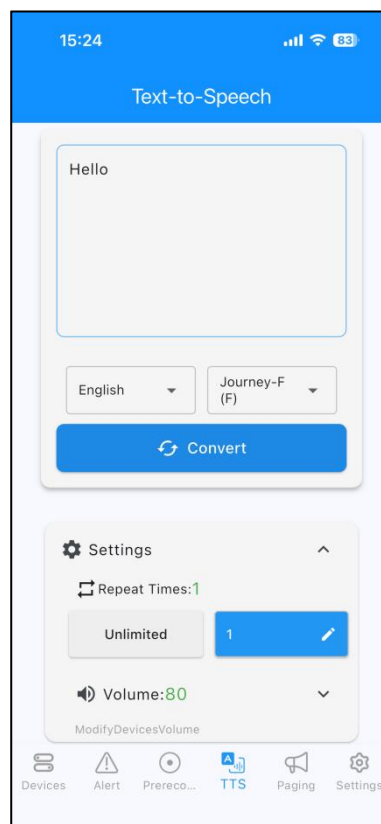 15:24
83
Text-to-Speech
Hello
English
Journey-F
(F)
Convert
Settings
Repeat Times:1
Unlimited
1
Volume:80
ModifyDevicesVolume
Devices
Alert
Prereco...
TTS
Paging
Settings